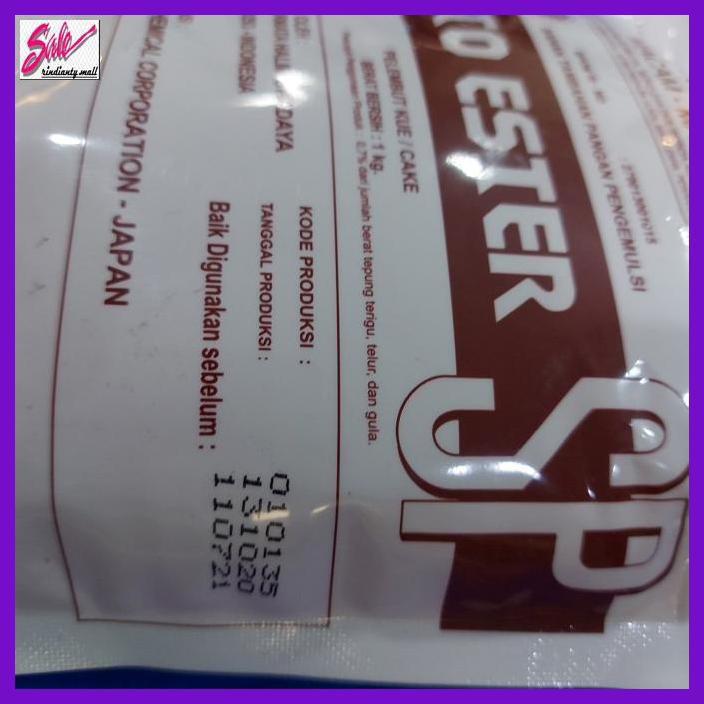 Sale
rindianty.mall
TO ESTER
SP
BAHAN TAMBAHAN PANGAN PENGEMULSI
PELEMBUT KUE / CAKE
BERAT BERSIH : 1 kg.
0,7% dari jumlah berat tepung terigu, telur, dan gula.
KODE PRODUKSI : 010135
TANGGAL PRODUKSI : 131020
Baik Digunakan sebelum : 110721
OLEH :
DAYA
- INDONESIA
CORPORATION - JAPAN